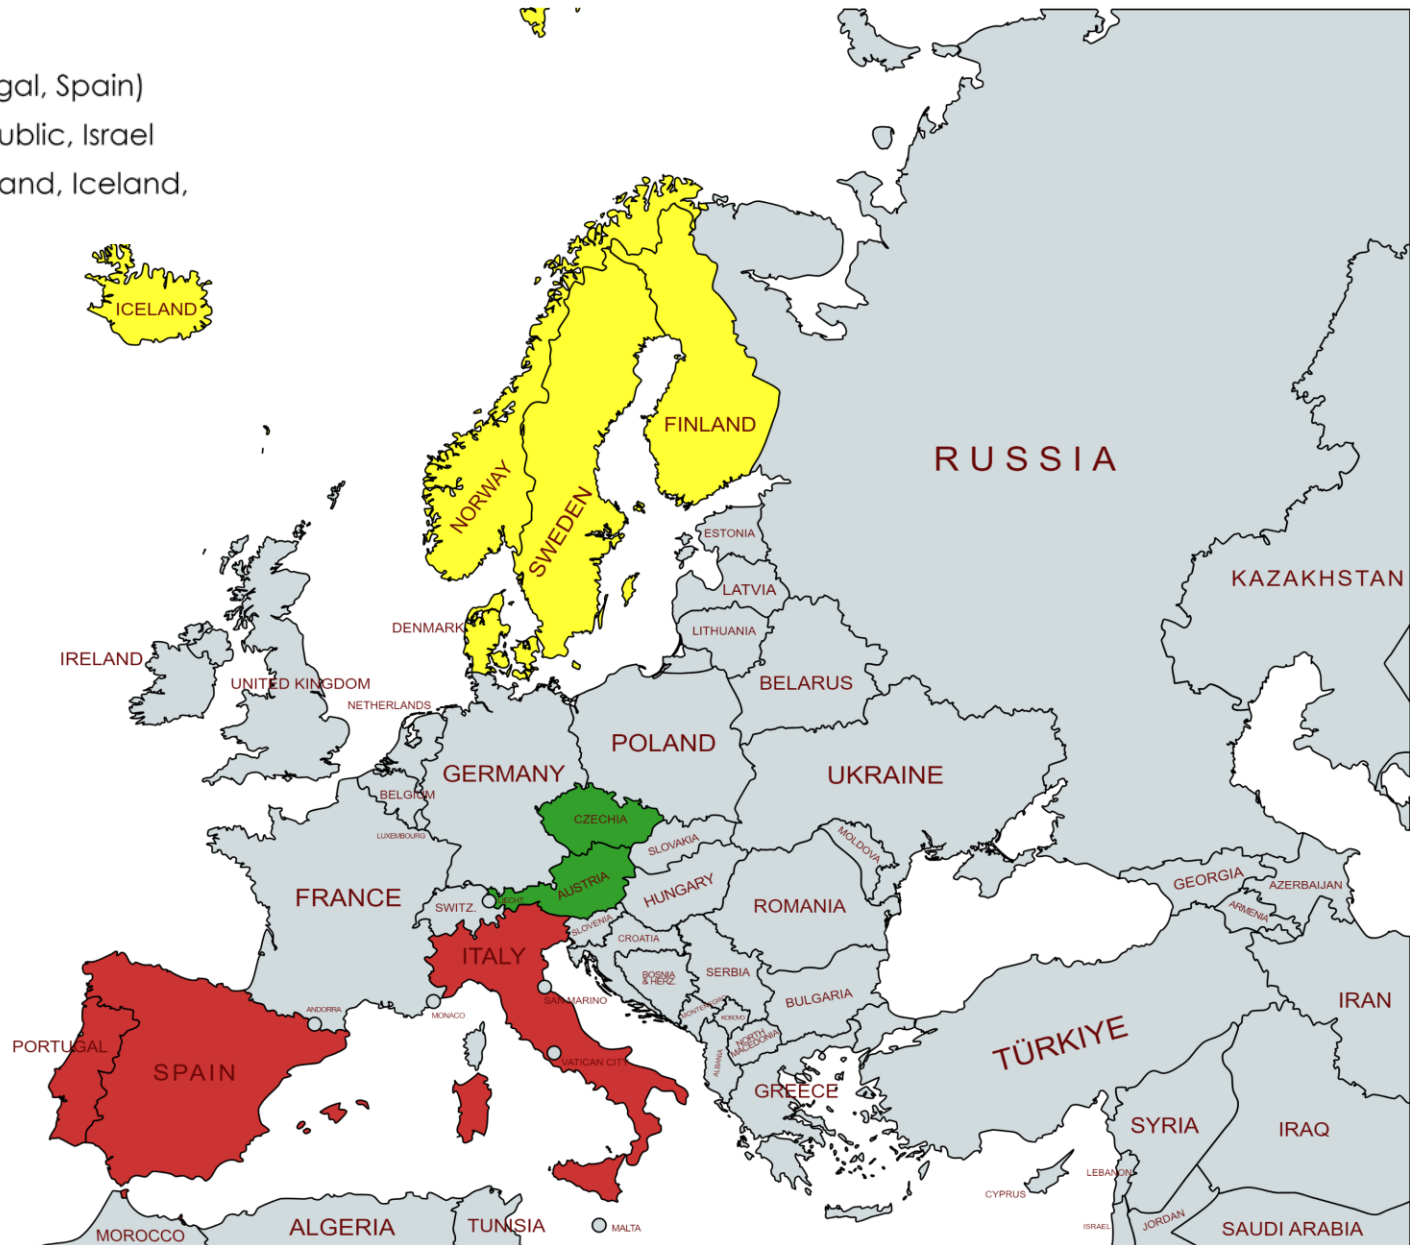 gal, Spain)
ublic, Israel
and, Iceland,
ICELAND
FINLAND
RUSSIA
NORWAY
SWEDEN
ESTONIA
KAZAKHSTAN
LATVIA
DENMARK
LITHUANIA
IRELAND
UNITED KINGDOM
BELARUS
NETHERLANDS
POLAND
GERMANY
UKRAINE
BELGIUM
CZECHIA
LUXEMBOURG
SLOVAKIA
MOLDOVA
FRANCE
AUSTRIA
HUNGARY
GEORGIA
AZERBAIJAN
LIECHT.
SWITZ.
ROMANIA
ARMENIA
SLOVENIA
CROATIA
ITALY
BOSNIA
& HERZ.
SERBIA
BULGARIA
SAN MARINO
IRAN
ANDORRA
MONACO
MONTENEGRO
KOSOVO
PORTUGAL
NORTH
MACEDONIA
TÜRKIYE
SPAIN
VATICAN CITY
ALBANIA
GREECE
SYRIA
IRAQ
LEBANON
CYPRUS
MOROCCO
ALGERIA
TUNISIA
MALTA
ISRAEL
JORDAN
SAUDI ARABIA